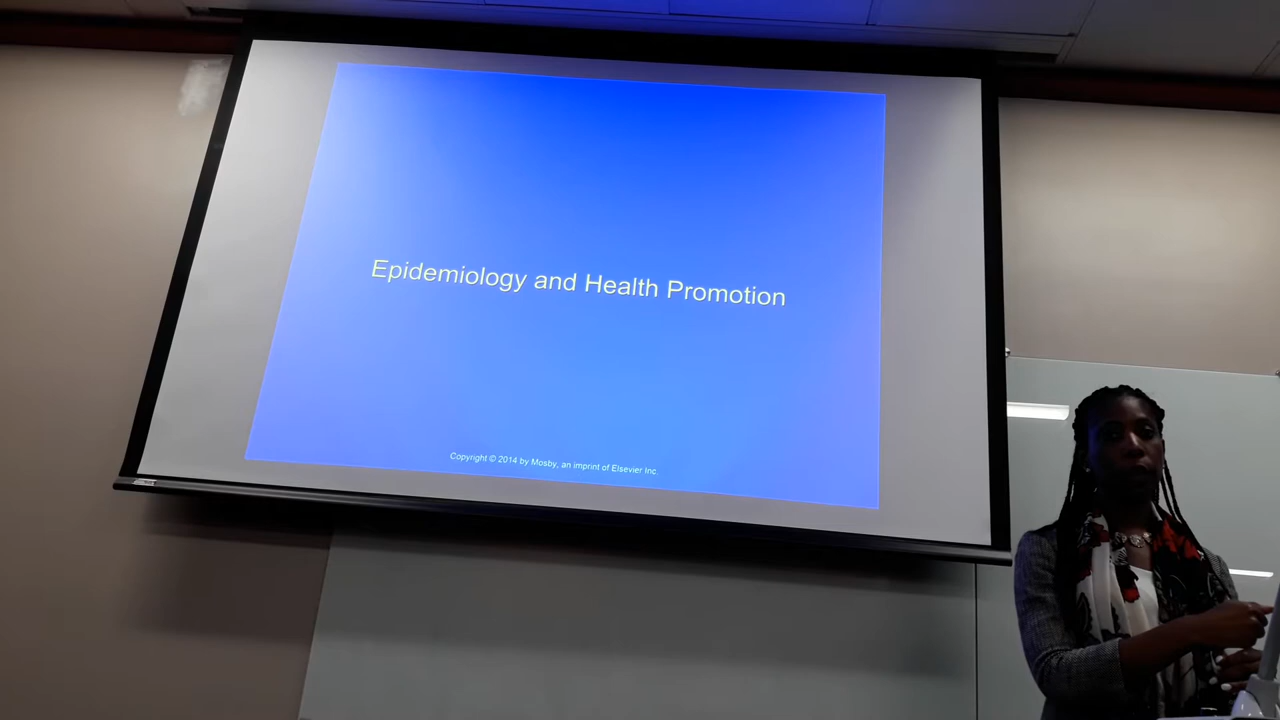 Epidemiology and Health Promotion
Copyright © 2014 by Mosby, an imprint of Elsevier Inc.